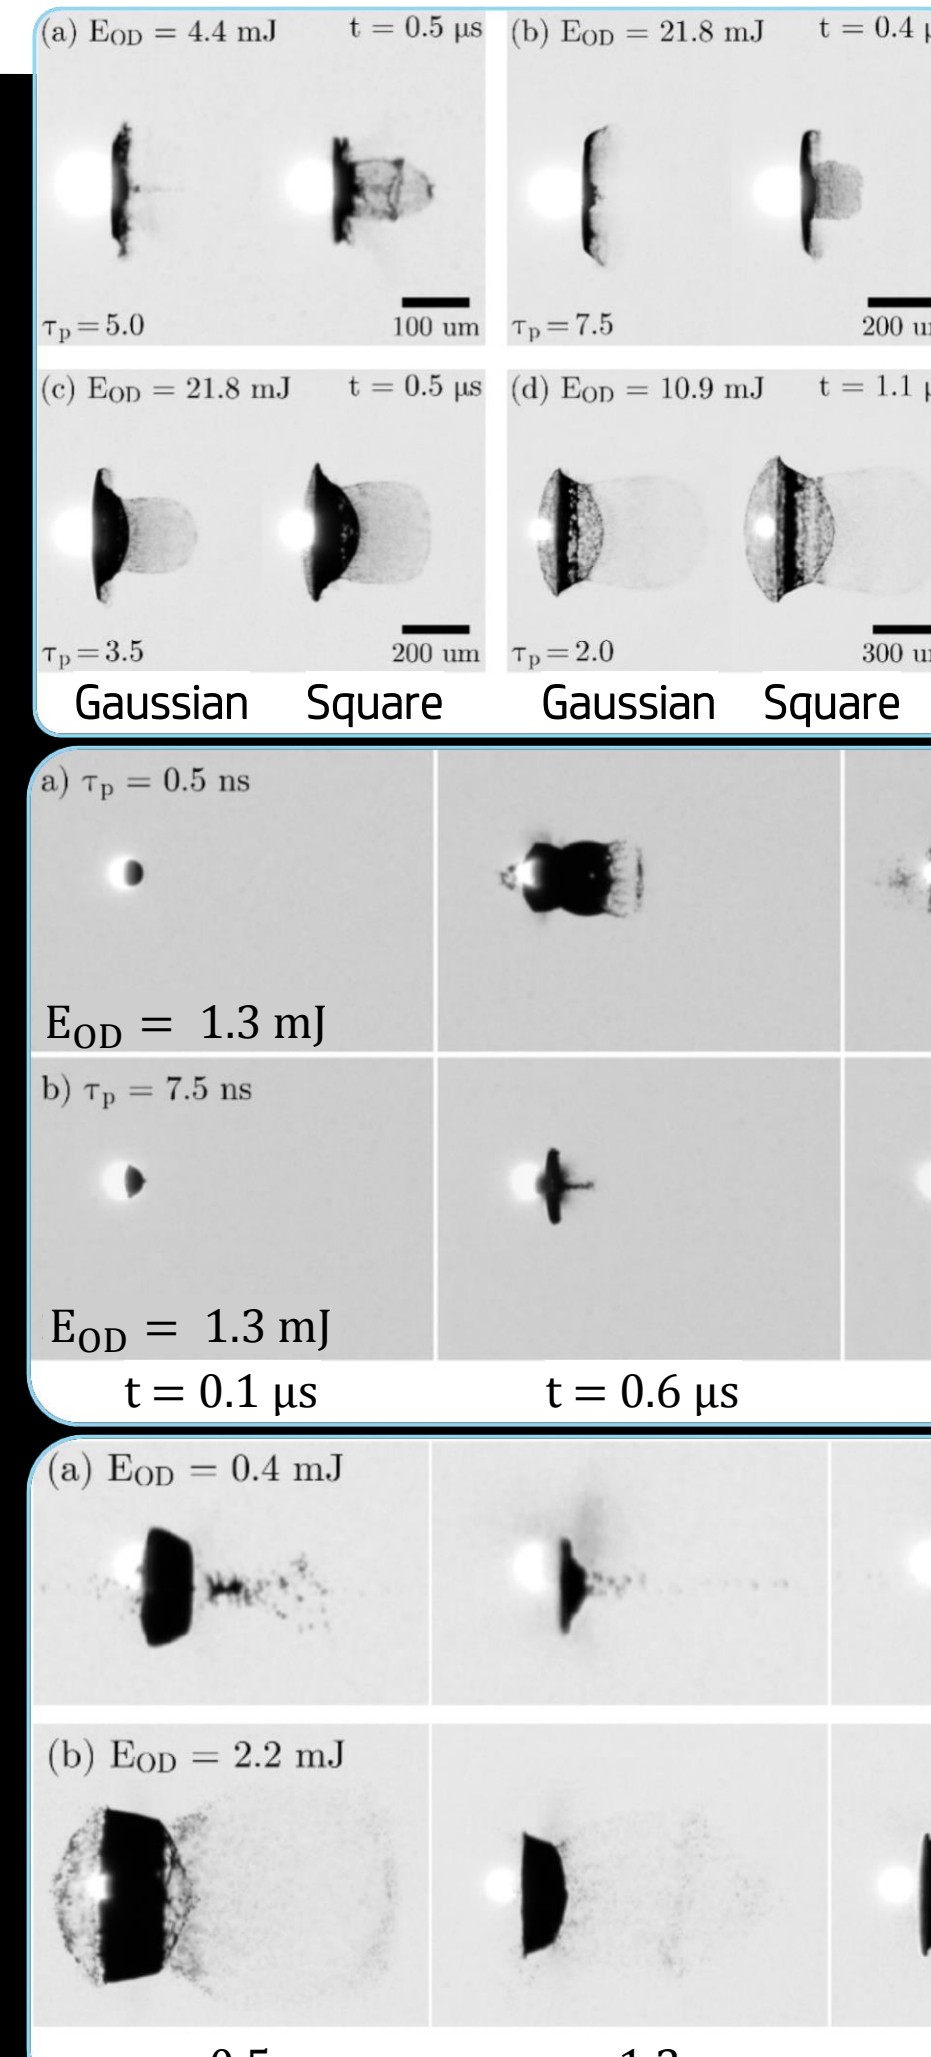 (a) E_OD = 4.4 mJ t = 0.5 μs (b) E_OD = 21.8 mJ t = 0.4
τ_p = 5.0 100 um τ_p = 7.5 200
(c) E_OD = 21.8 mJ t = 0.5 μs (d) E_OD = 10.9 mJ t = 1.1
τ_p = 3.5 200 um τ_p = 2.0 300
Gaussian Square Gaussian Square
a) τ_p = 0.5 ns
E_OD = 1.3 mJ
b) τ_p = 7.5 ns
E_OD = 1.3 mJ
t = 0.1 μs t = 0.6 μs
(a) E_OD = 0.4 mJ
(b) E_OD = 2.2 mJ